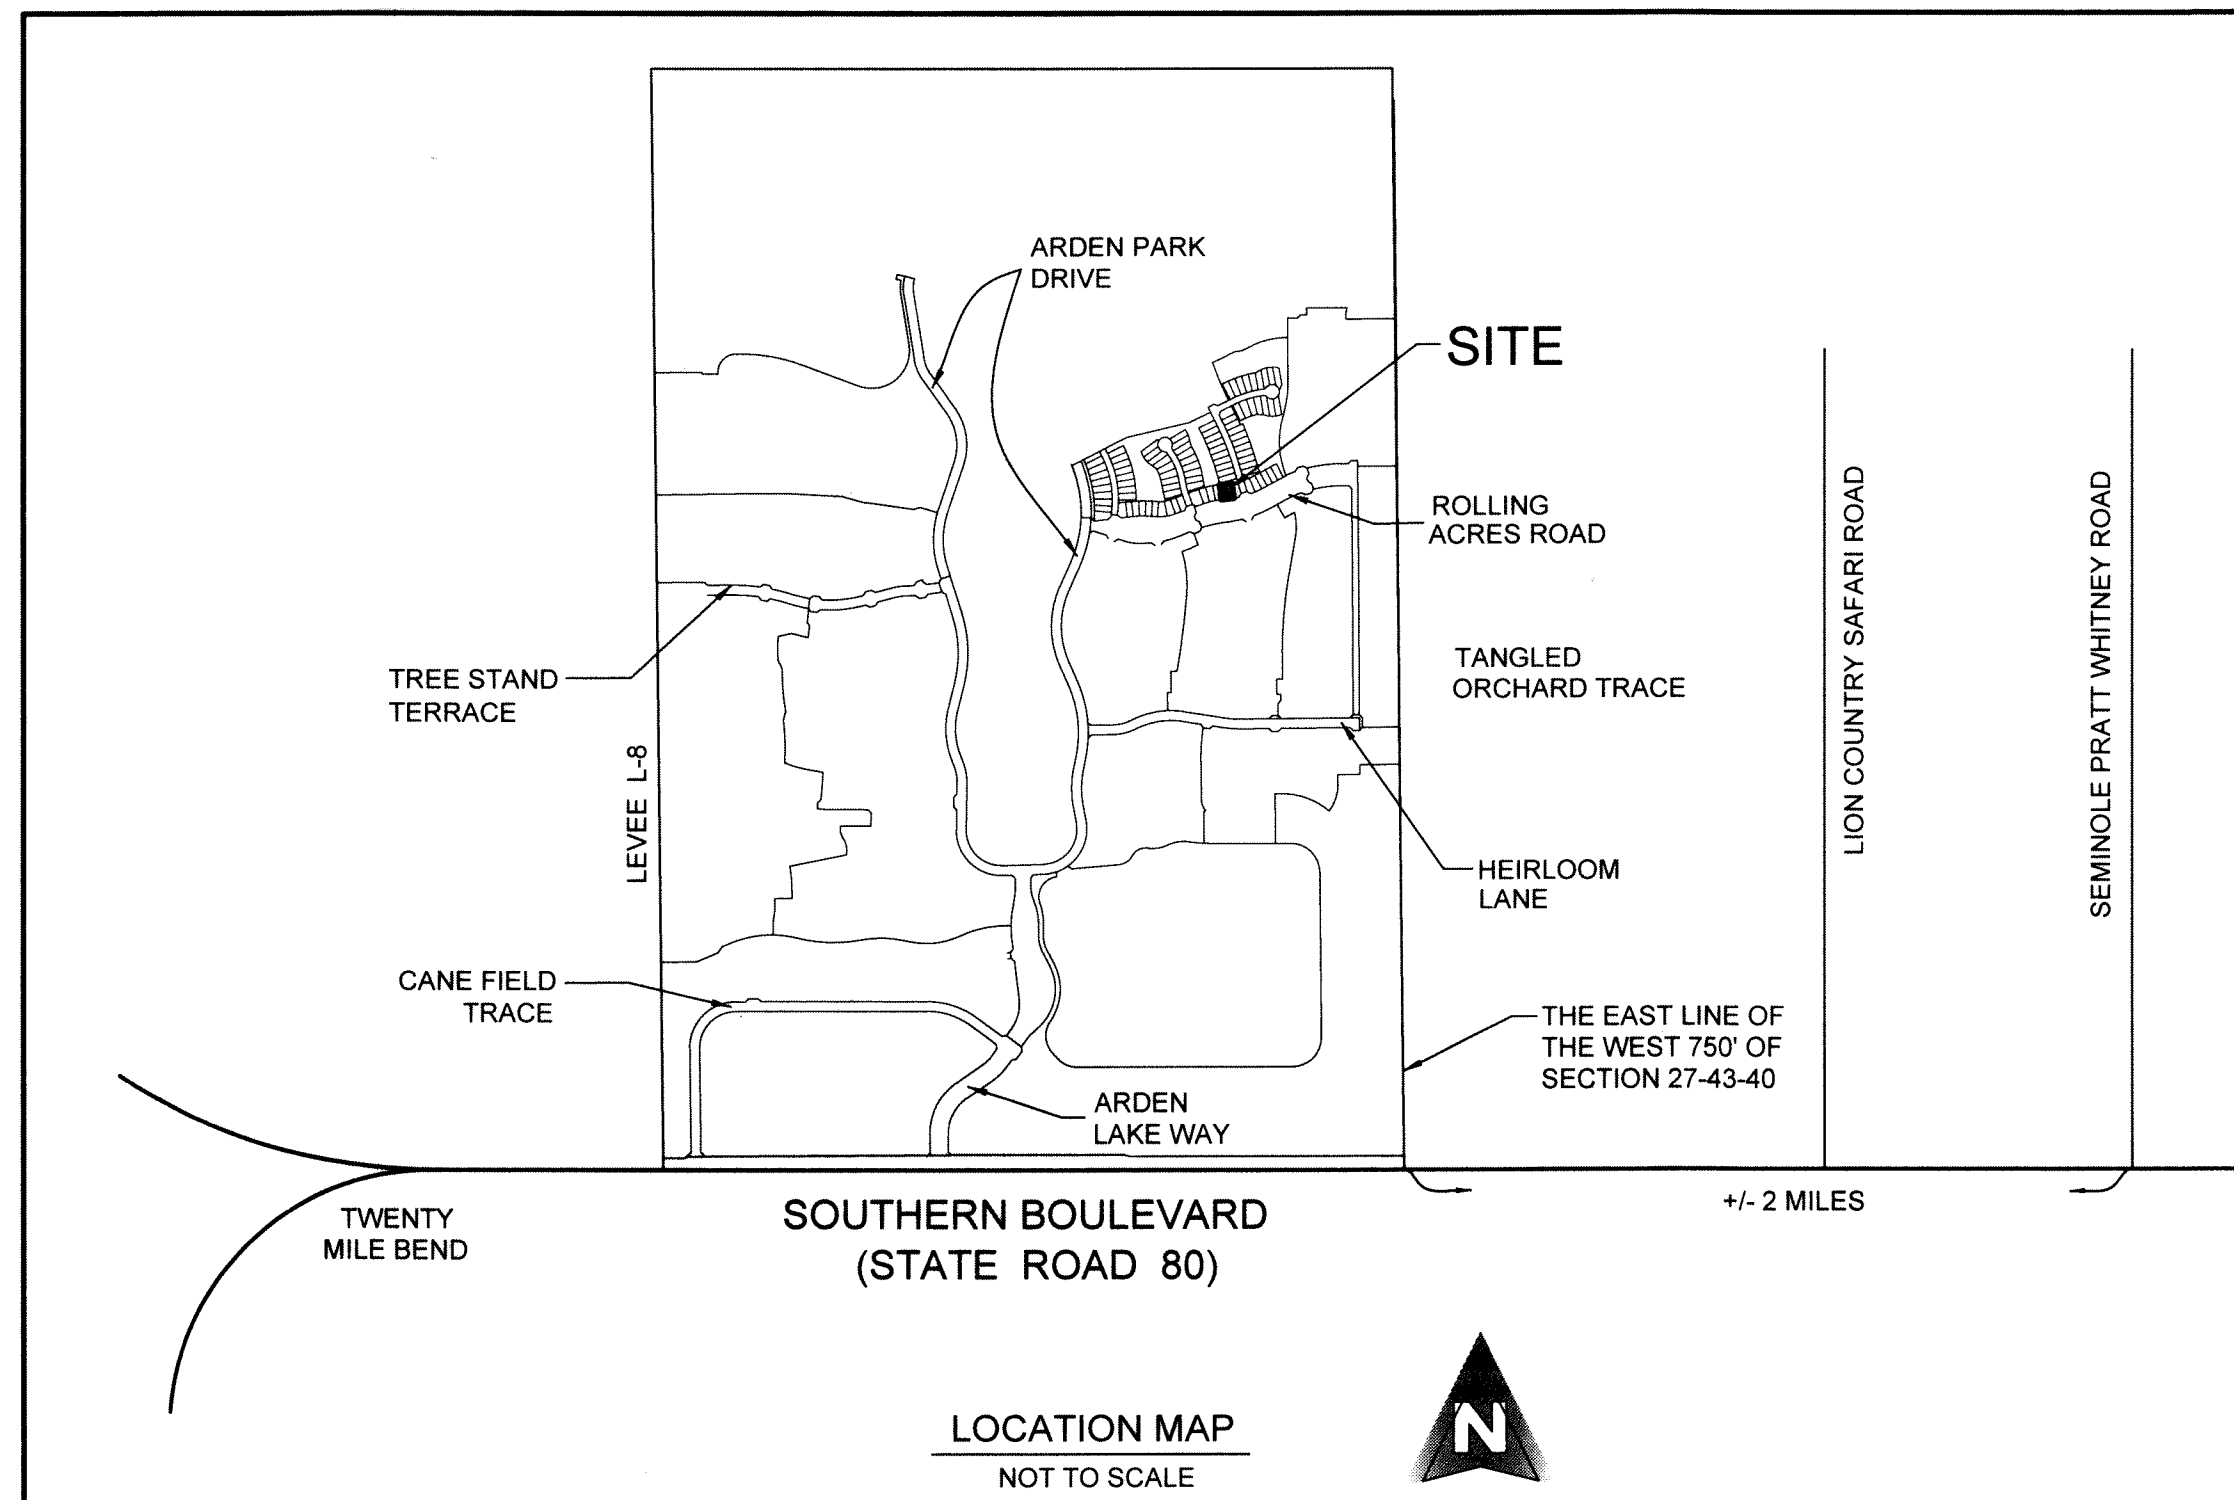 ARDEN PARK
DRIVE
SITE
ROLLING
ACRES ROAD
TREE STAND
TERRACE
TANGLED
ORCHARD TRACE
LEVEE L-8
LION COUNTRY SAFARI ROAD
SEMINOLE PRATT WHITNEY ROAD
HEIRLOOM
LANE
CANE FIELD
TRACE
THE EAST LINE OF
THE WEST 750' OF
SECTION 27-43-40
ARDEN
LAKE WAY
TWENTY
MILE BEND
SOUTHERN BOULEVARD
(STATE ROAD 80)
+/- 2 MILES
LOCATION MAP
NOT TO SCALE
N